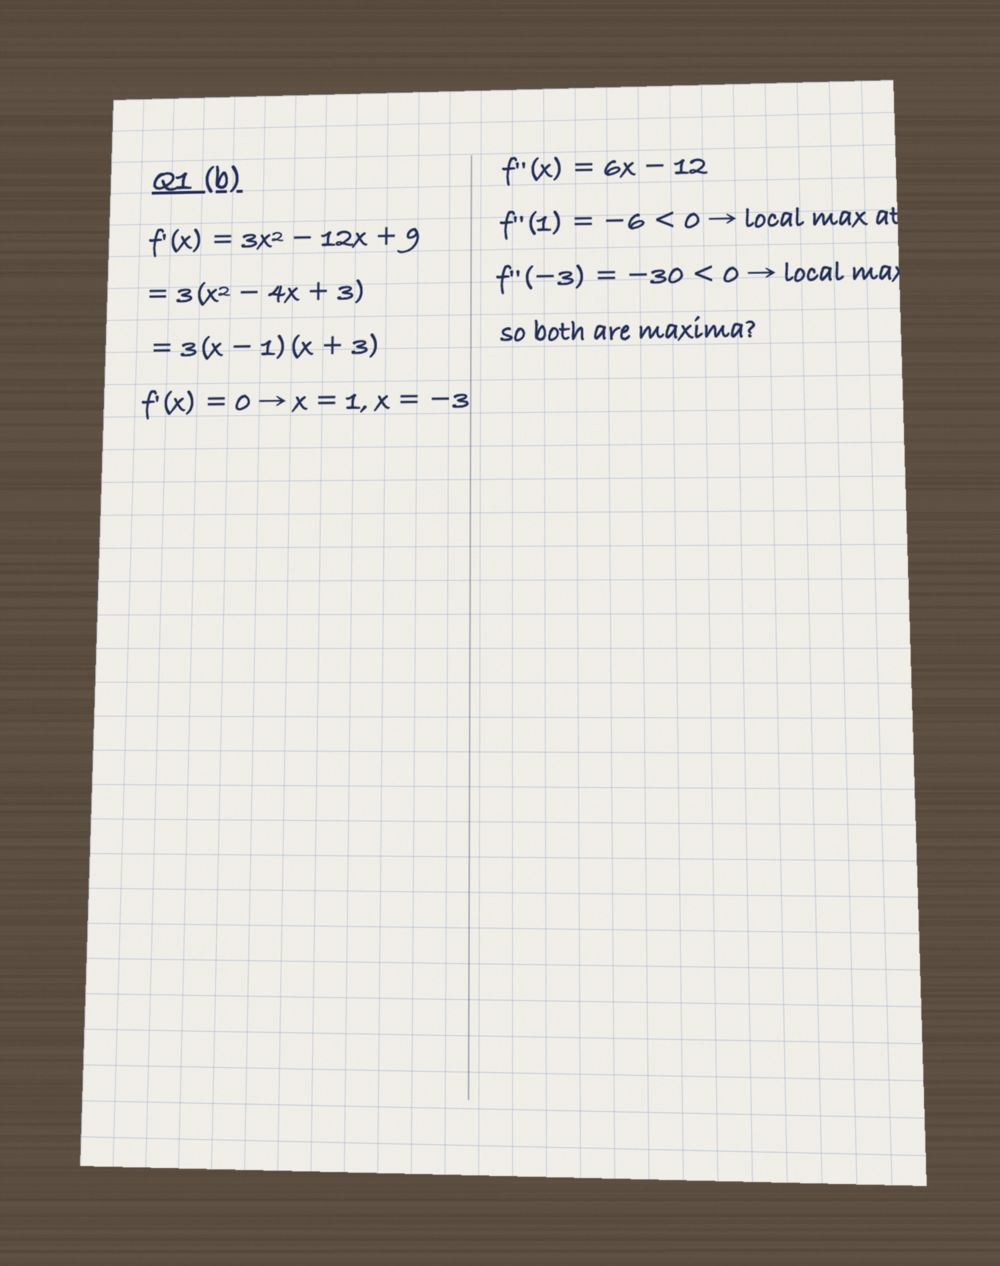 Q1 (b)
f'(x) = 3x² − 12x + 9
= 3(x² − 4x + 3)
= 3(x − 1)(x + 3)
f'(x) = 0 → x = 1, x = −3
f''(x) = 6x − 12
f''(1) = −6 < 0 → local max at
f''(−3) = −30 < 0 → local max
so both are maxima?